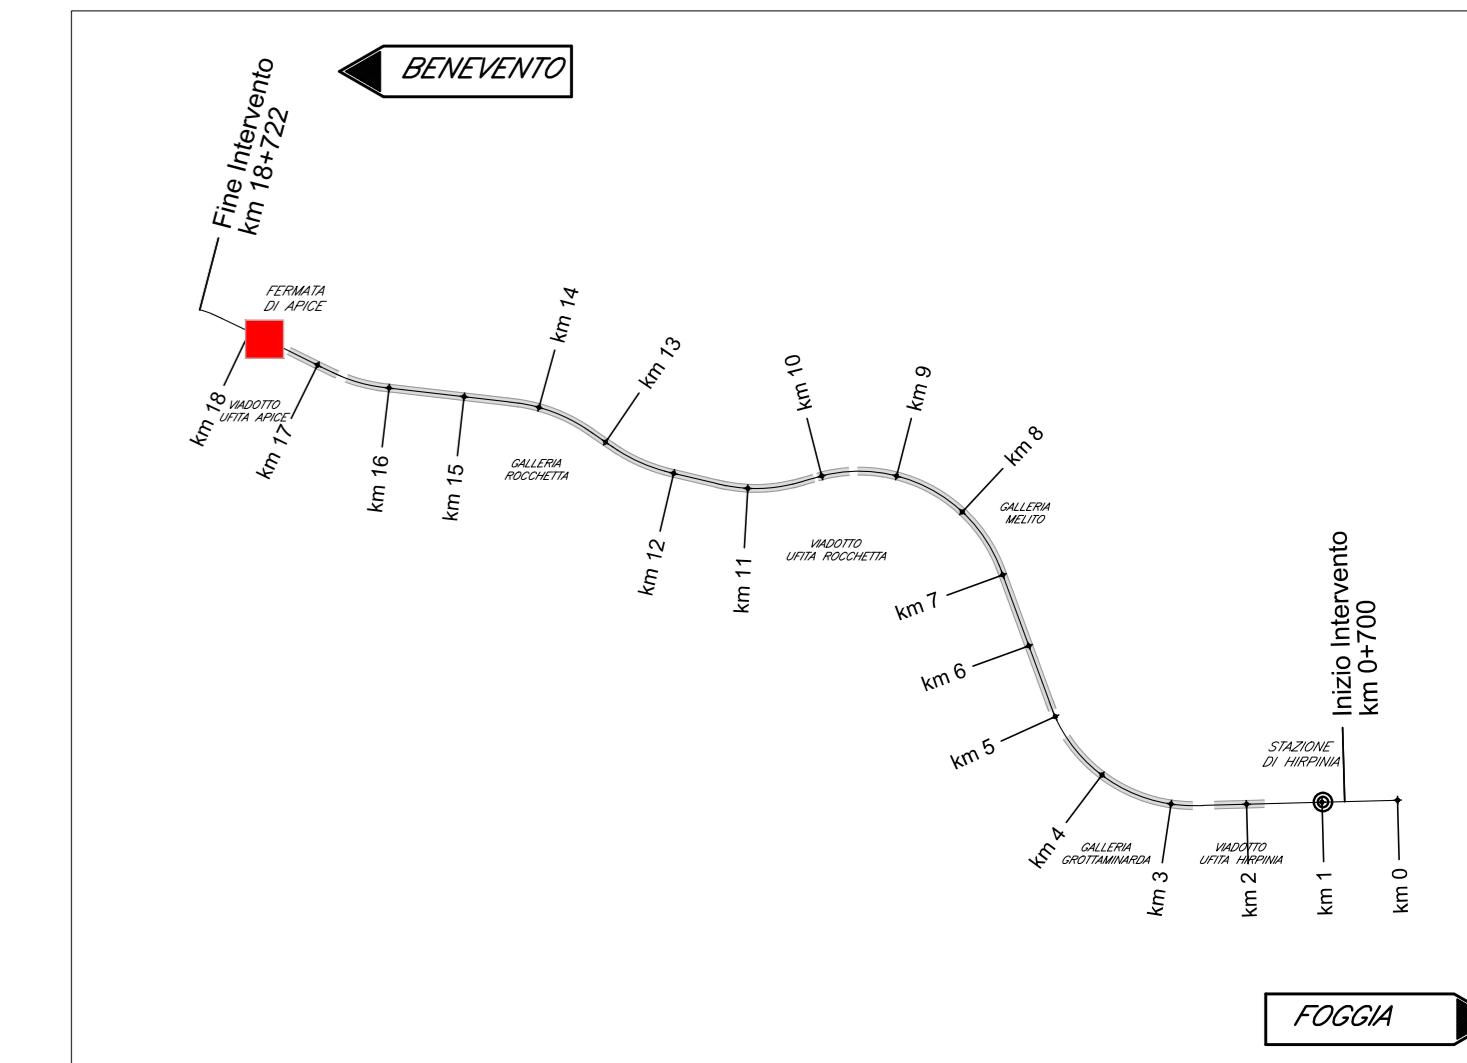 BENEVENTO
Fine Intervento
km 18+722
FERMATA
DI APICE
km 18
VIADOTTO
UFITA APICE
km 17
km 16
km 15
km 14
GALLERIA
ROCCHETTA
km 13
km 12
km 11
km 10
VIADOTTO
UFITA ROCCHETTA
km 9
km 8
GALLERIA
MELITO
km 7
km 6
km 5
km 4
GALLERIA
GROTTAMINARDA
km 3
VIADOTTO
UFITA HIRPINIA
km 2
STAZIONE
DI HIRPINIA
km 1
Inizio Intervento
km 0+700
km 0
FOGGIA